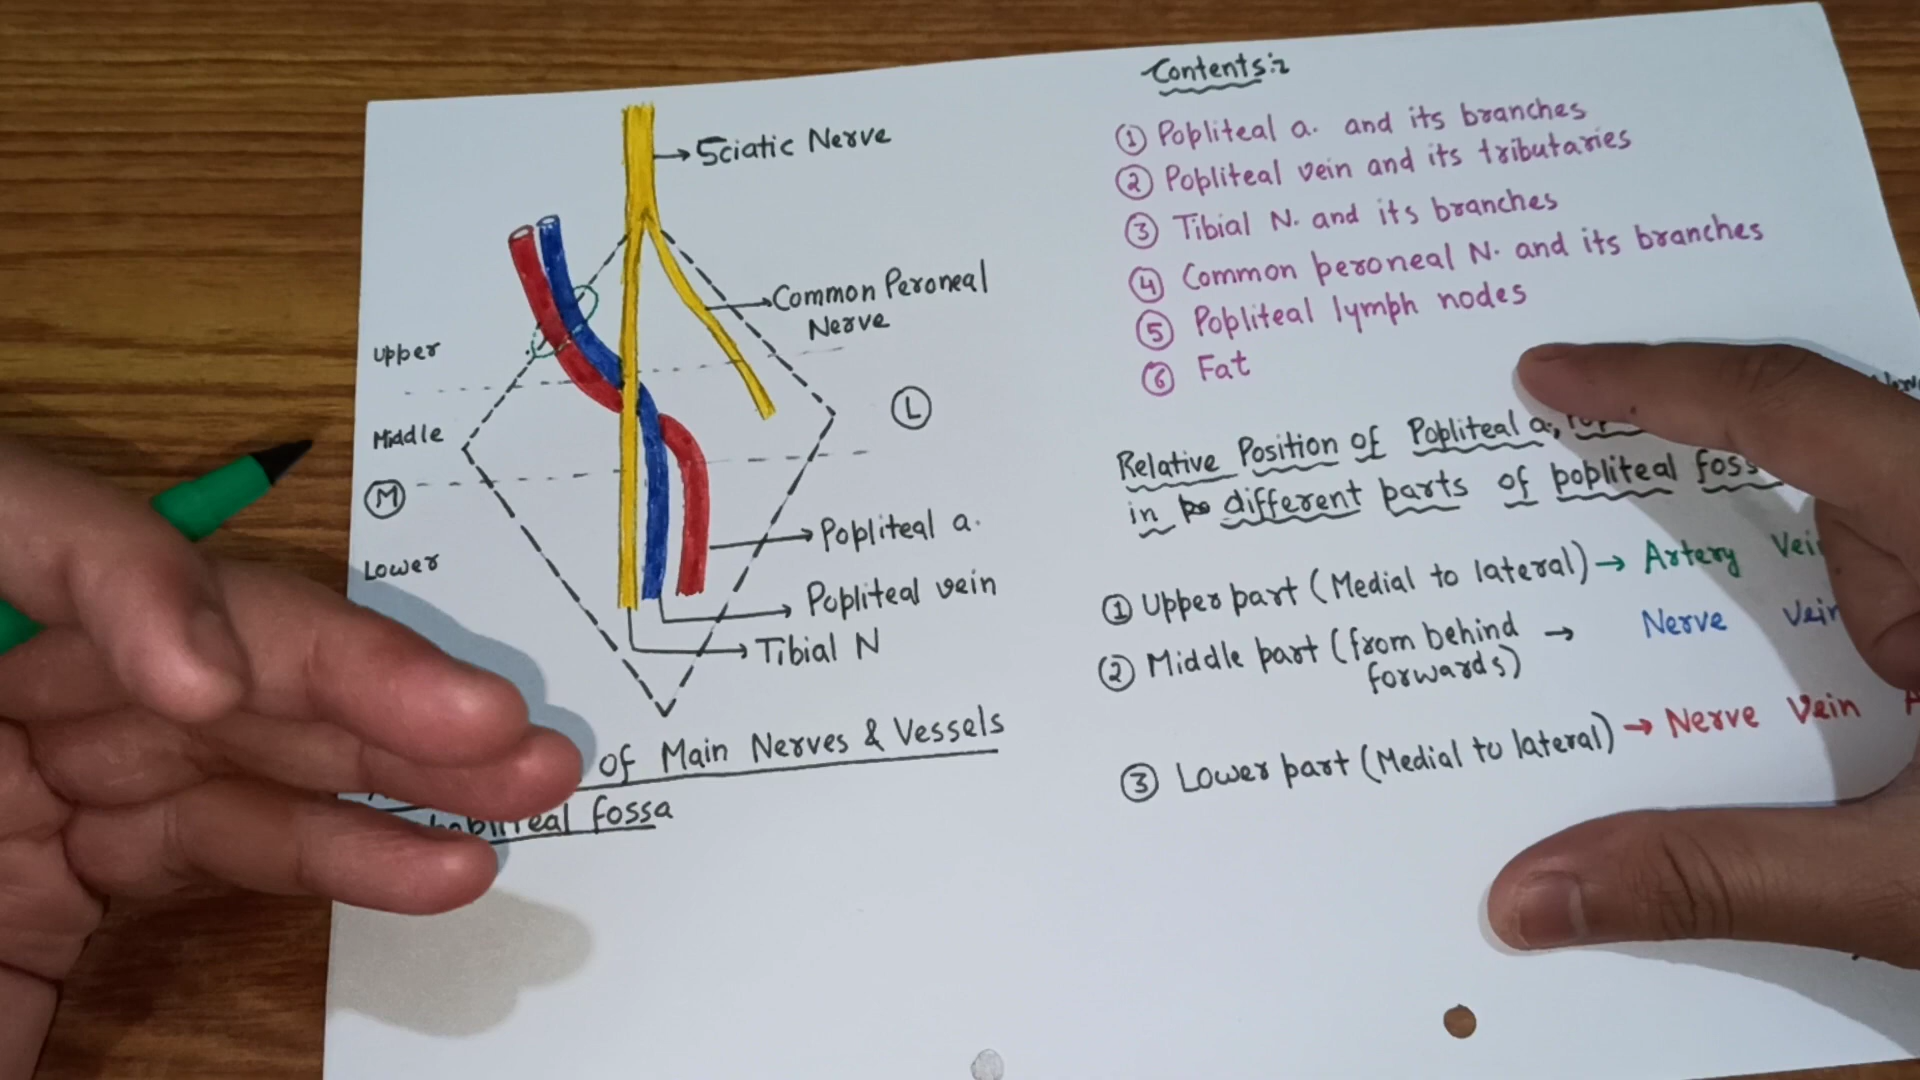 Sciatic Nerve
Common Peroneal
Nerve
Upper
Middle
M
L
Lower
Popliteal a.
Popliteal vein
Tibial N
of Main Nerves & Vessels
fossa
Contents:-
① Popliteal a. and its branches
② Popliteal vein and its tributaries
③ Tibial N. and its branches
④ Common peroneal N. and its branches
⑤ Popliteal lymph nodes
⑥ Fat
Relative Position of Popliteal a.,
in different parts of popliteal
① Upper part (Medial to lateral) → Artery
② Middle part (from behind → Nerve
forwards)
③ Lower part (Medial to lateral) → Nerve Vein